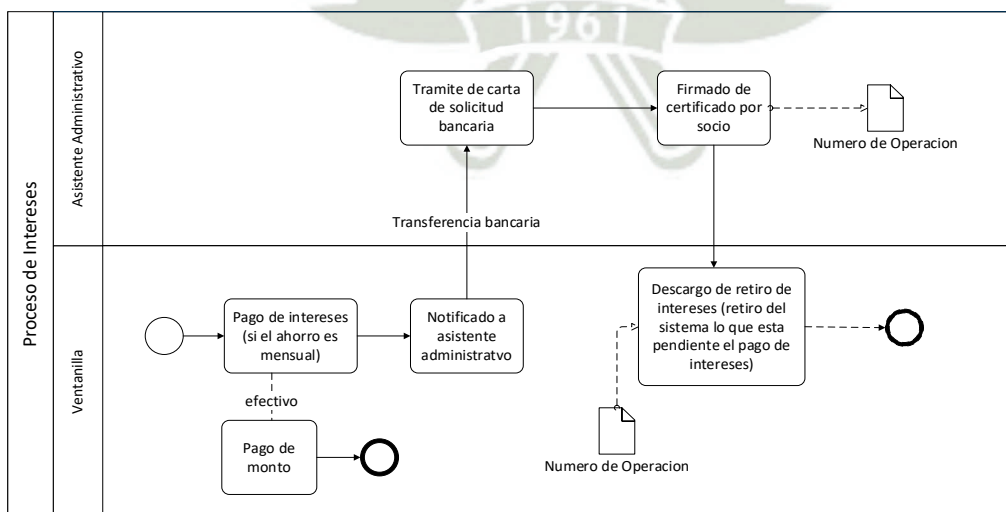 1961
Proceso de Intereses
Asistente Administrativo
Tramite de carta
de solicitud
bancaria
Firmado de
certificado por
socio
Numero de Operacion
Transferencia bancaria
Ventanilla
Pago de intereses
(si el ahorro es
mensual)
Notificado a
asistente
administratvo
Descargo de retiro de
intereses (retiro del
sistema lo que esta
pendiente el pago de
intereses)
efectivo
Pago de
monto
Numero de Operacion